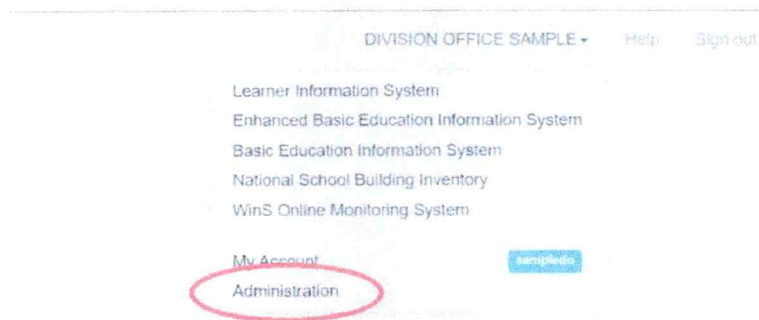 DIVISION OFFICE SAMPLE Help Sign out
Learner Information System
Enhanced Basic Education Information System
Basic Education Information System
National School Building Inventory
WinS Online Monitoring System
My Account sampledo
Administration